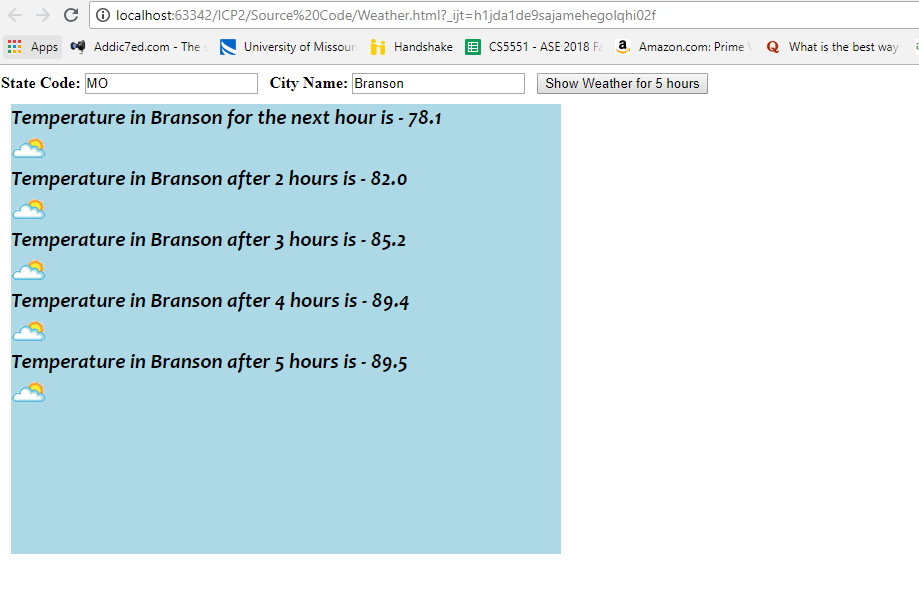 localhost:63342/ICP2/Source%20Code/Weather.html?_ijt=h1jda1de9sajamehegolqhi02f
Apps Addic7ed.com - The University of Missour Handshake CS5551 - ASE 2018 Fa Amazon.com: Prime What is the best way
State Code: MO City Name: Branson Show Weather for 5 hours
Temperature in Branson for the next hour is - 78.1
Temperature in Branson after 2 hours is - 82.0
Temperature in Branson after 3 hours is - 85.2
Temperature in Branson after 4 hours is - 89.4
Temperature in Branson after 5 hours is - 89.5